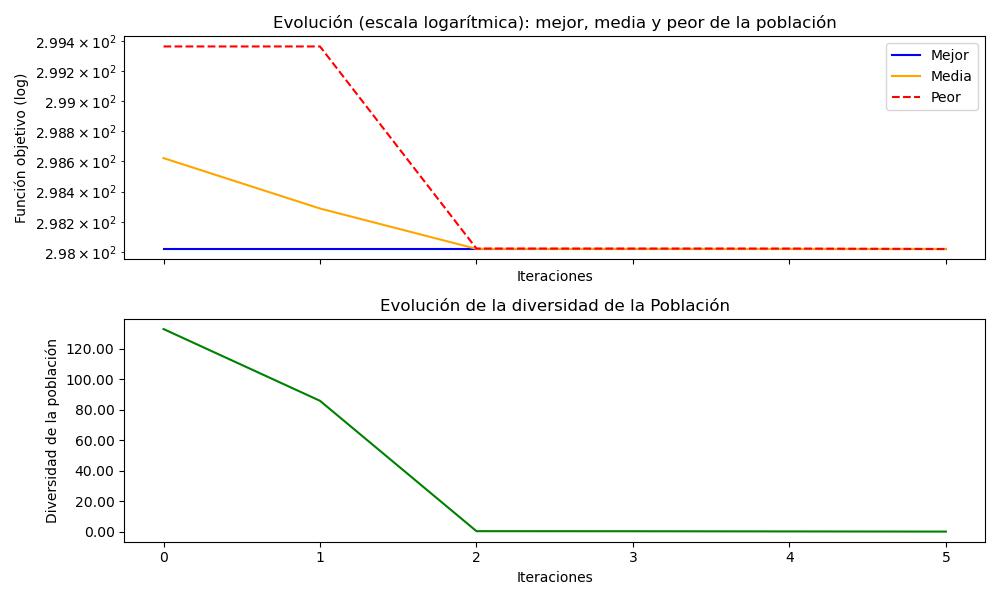 Evolución (escala logarítmica): mejor, media y peor de la población
Función objetivo (log)
2.994 × 10²
2.992 × 10²
2.99 × 10²
2.988 × 10²
2.986 × 10²
2.984 × 10²
2.982 × 10²
2.98 × 10²
Mejor
Media
Peor
Iteraciones
Evolución de la diversidad de la Población
Diversidad de la población
120.00
100.00
80.00
60.00
40.00
20.00
0.00
0 1 2 3 4 5
Iteraciones